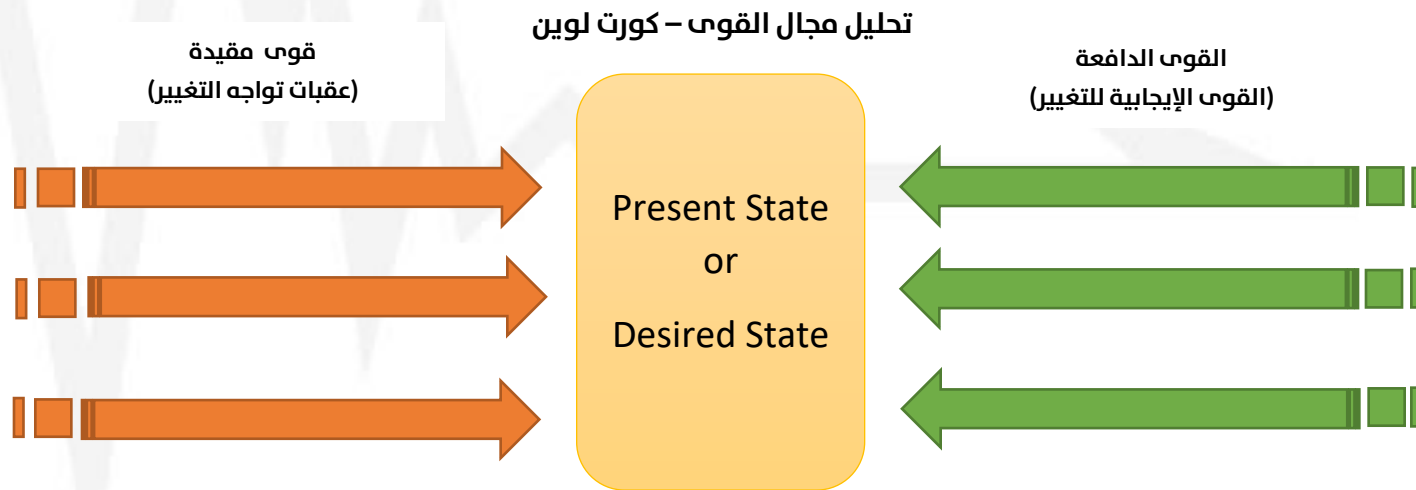 تحليل مجال القوى – كورت لوين
القوى الدافعة
(القوى الإيجابية للتغيير)
قوى مقيدة
(عقبات تواجه التغيير)
Present State
or
Desired State